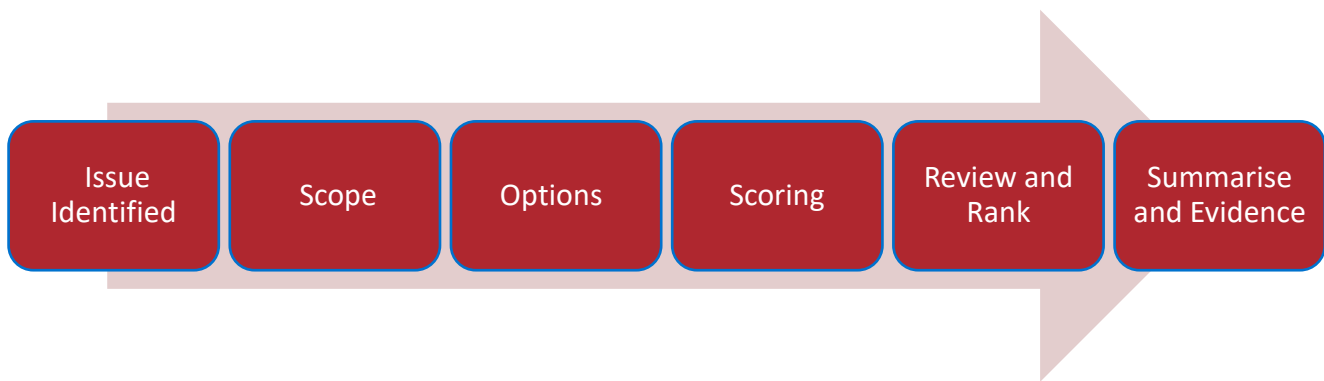 Issue
Identified
Scope
Options
Scoring
Review and
Rank
Summarise
and Evidence